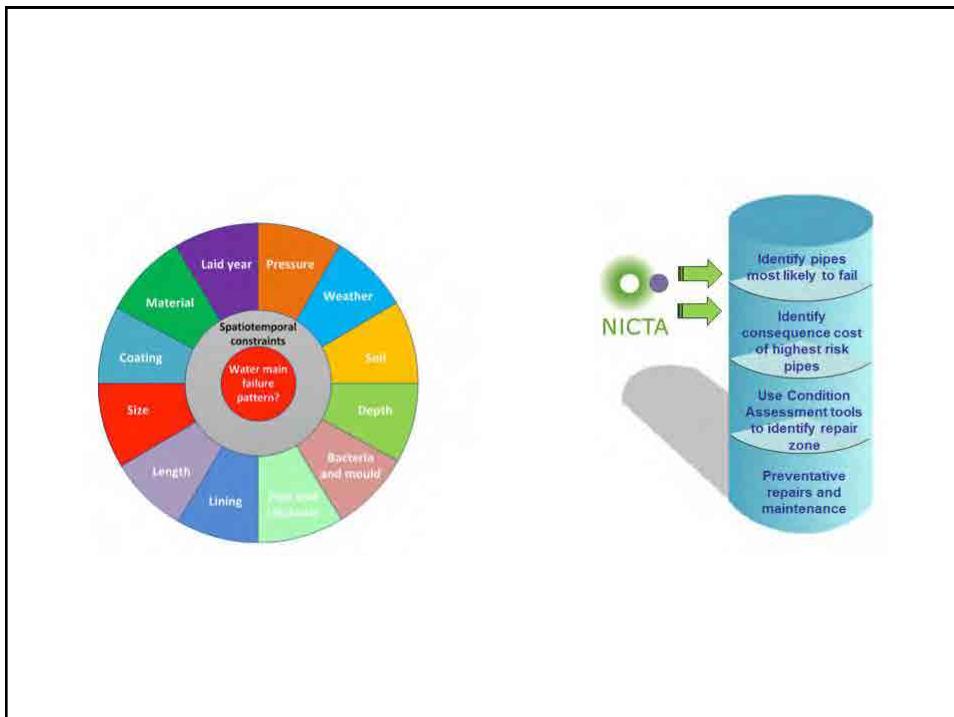 Laid year
Pressure
Weather
Soil
Depth
Bacteria
and mould
Lining
Length
Size
Coating
Material
Spatiotemporal
constraints
Water main
failure
pattern?
NICTA
Identify pipes
most likely to fail
Identify
consequence cost
of highest risk
pipes
Use Condition
Assessment tools
to identify repair
zone
Preventative
repairs and
maintenance